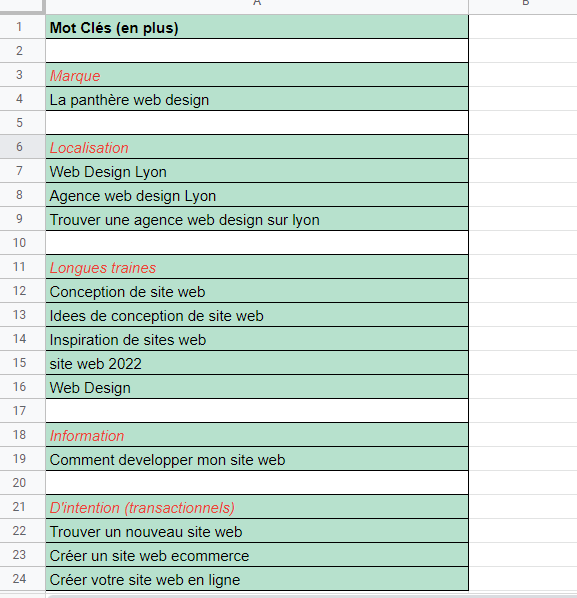 A B
1 Mot Clés (en plus)
2
3 Marque
4 La panthère web design
5
6 Localisation
7 Web Design Lyon
8 Agence web design Lyon
9 Trouver une agence web design sur lyon
10
11 Longues traines
12 Conception de site web
13 Idees de conception de site web
14 Inspiration de sites web
15 site web 2022
16 Web Design
17
18 Information
19 Comment developper mon site web
20
21 D'intention (transactionnels)
22 Trouver un nouveau site web
23 Créer un site web ecommerce
24 Créer votre site web en ligne